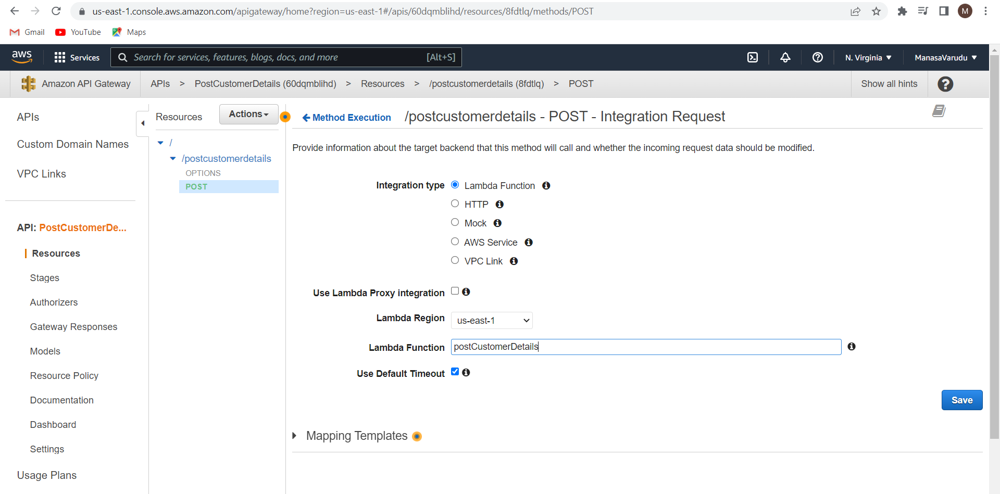 us-east-1.console.aws.amazon.com/apigateway/home?region=us-east-1#/apis/60dqmblihd/resources/8fdtlq/methods/POST
M
Gmail YouTube Maps
aws Services Search for services, features, blogs, docs, and more [Alt+S] N. Virginia ▼ ManasaVarudu ▼
Amazon API Gateway APIs > PostCustomerDetails (60dqmblihd) > Resources > /postcustomerdetails (8fdtlq) > POST Show all hints ?
APIs
Custom Domain Names
VPC Links
API: PostCustomerDe...
Resources
Stages
Authorizers
Gateway Responses
Models
Resource Policy
Documentation
Dashboard
Settings
Usage Plans
Resources Actions
/
/postcustomerdetails
OPTIONS
POST
Method Execution /postcustomerdetails - POST - Integration Request
Provide information about the target backend that this method will call and whether the incoming request data should be modified.
Integration type Lambda Function
HTTP
Mock
AWS Service
VPC Link
Use Lambda Proxy integration
Lambda Region us-east-1
Lambda Function postCustomerDetails
Use Default Timeout
Save
Mapping Templates